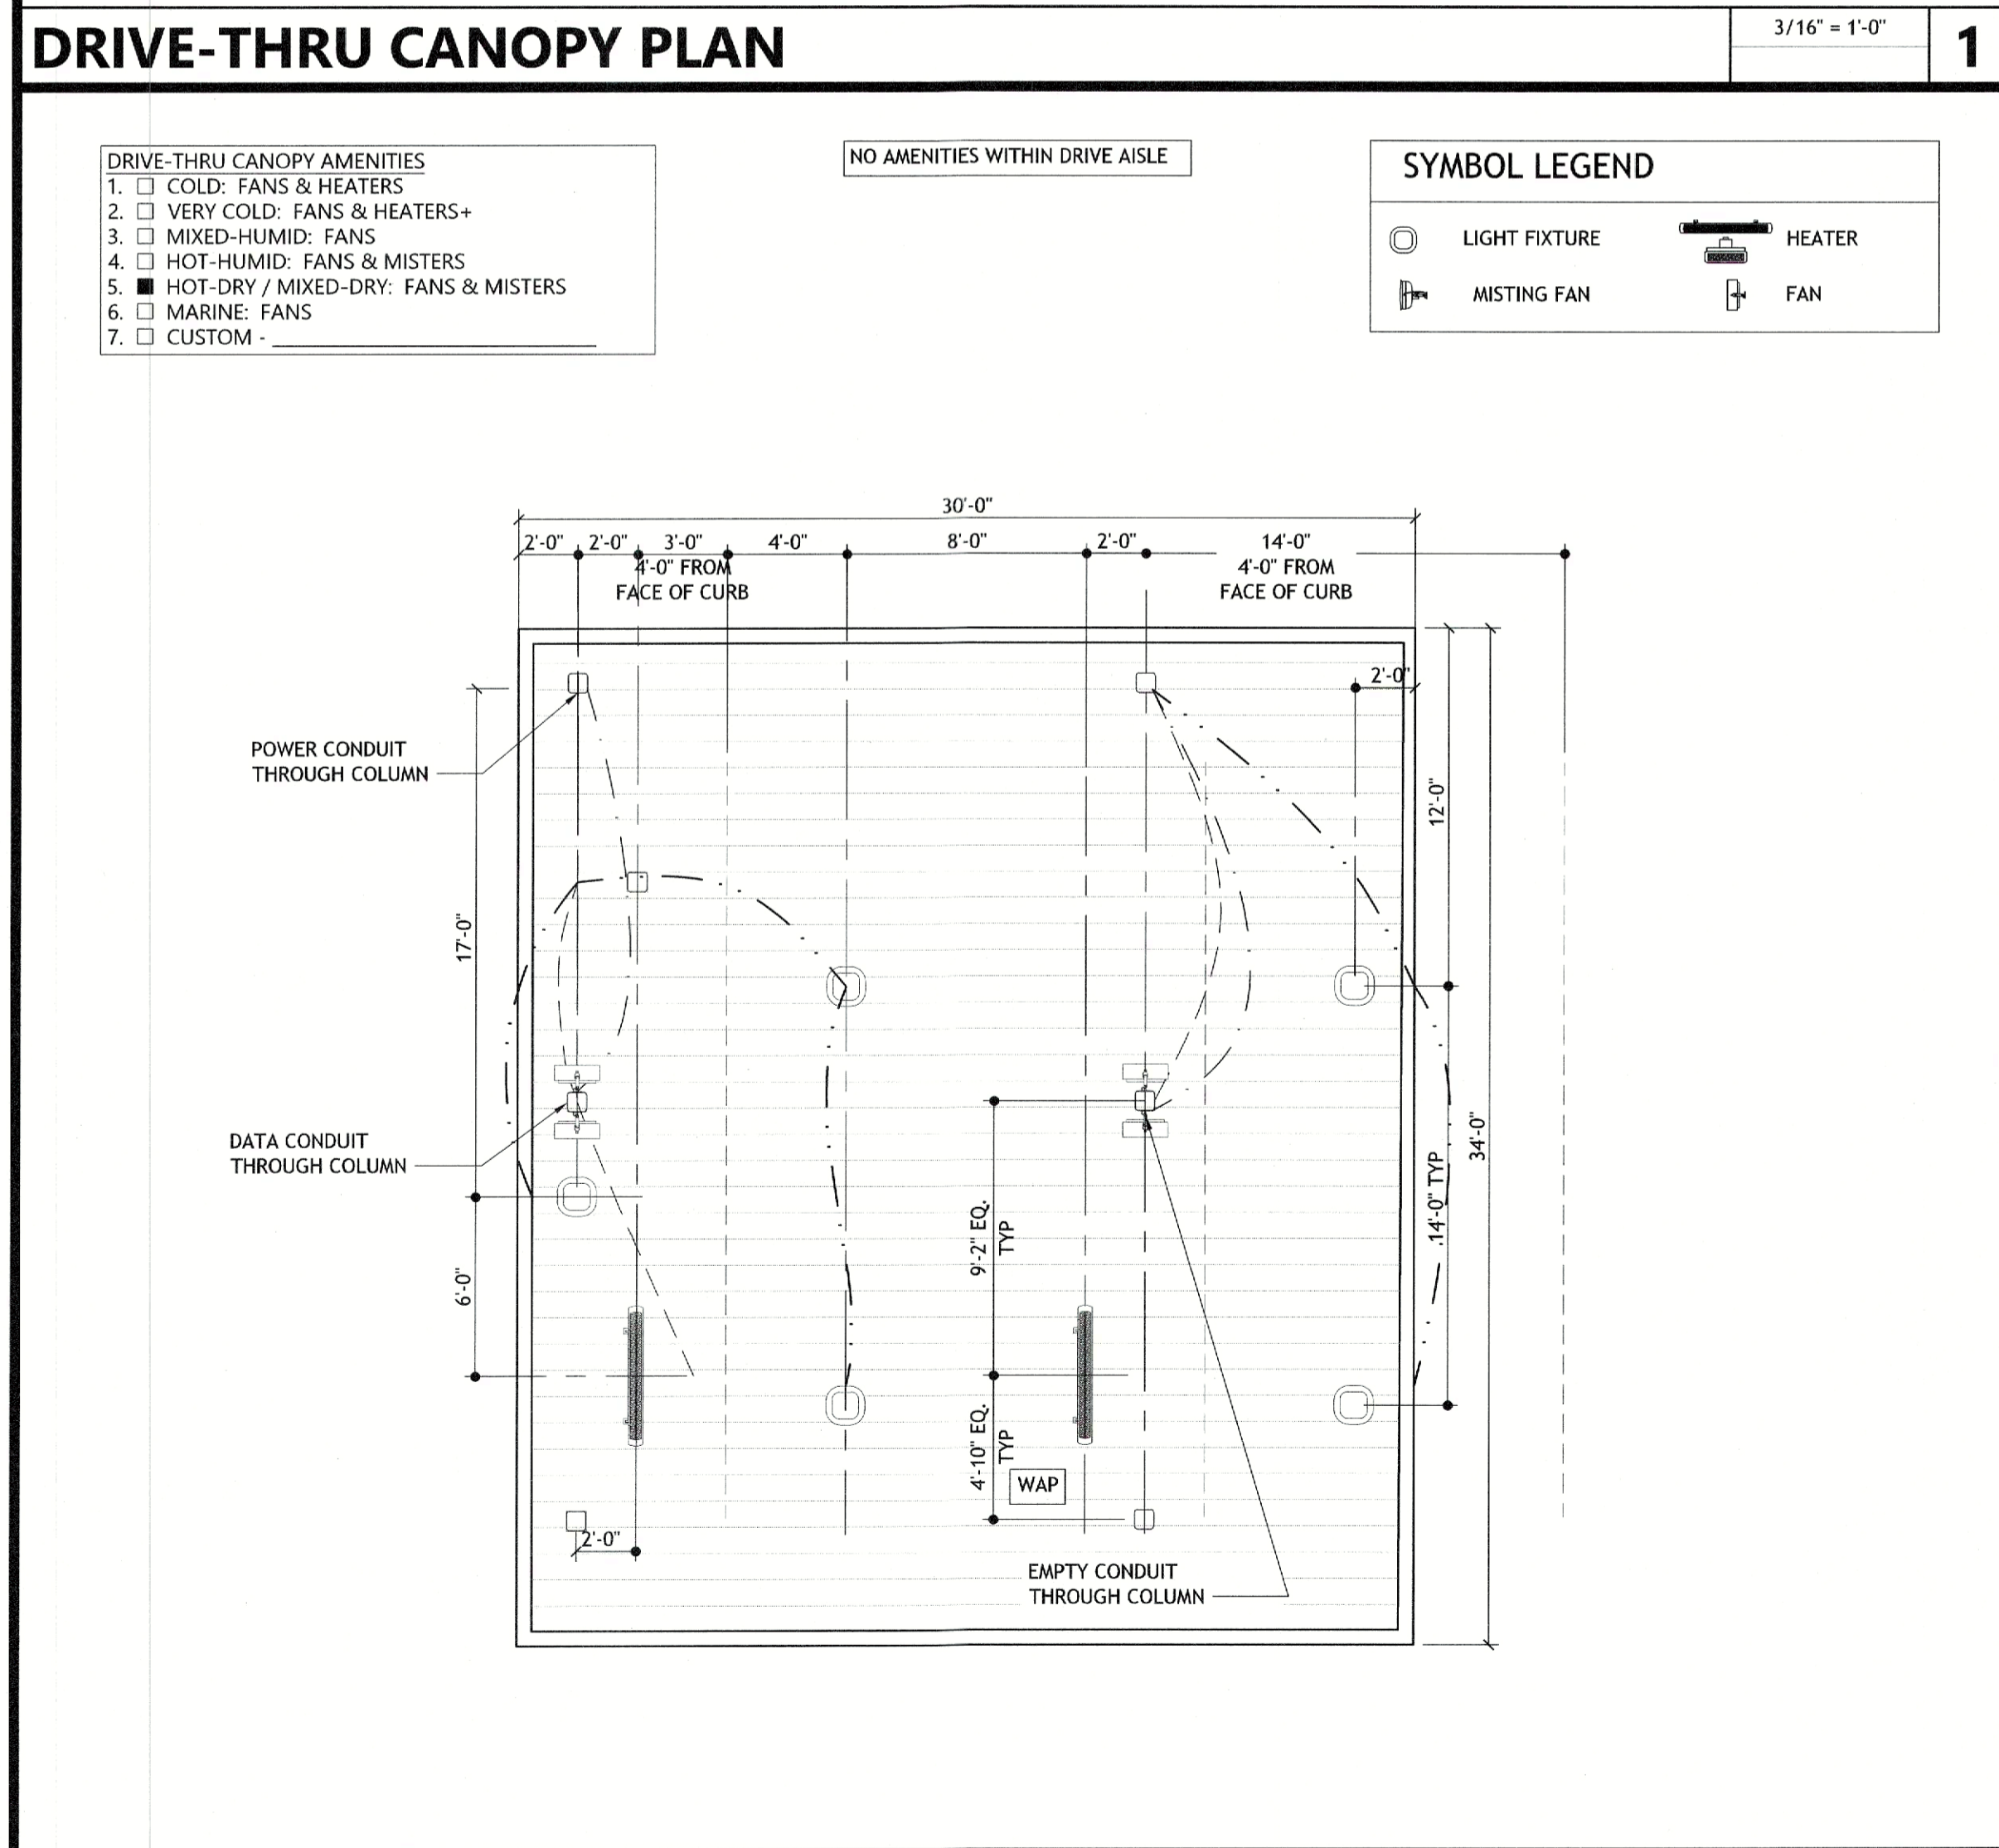 DRIVE-THRU CANOPY PLAN
3/16" = 1'-0"
1
DRIVE-THRU CANOPY AMENITIES
1. □ COLD: FANS & HEATERS
2. □ VERY COLD: FANS & HEATERS+
3. □ MIXED-HUMID: FANS
4. □ HOT-HUMID: FANS & MISTERS
5. ■ HOT-DRY / MIXED-DRY: FANS & MISTERS
6. □ MARINE: FANS
7. □ CUSTOM -
NO AMENITIES WITHIN DRIVE AISLE
SYMBOL LEGEND
LIGHT FIXTURE
HEATER
MISTING FAN
FAN
30'-0"
2'-0" 2'-0" 3'-0" 4'-0" 8'-0" 2'-0" 14'-0"
4'-0" FROM
FACE OF CURB
4'-0" FROM
FACE OF CURB
2'-0"
POWER CONDUIT
THROUGH COLUMN
12'-0"
17'-0"
DATA CONDUIT
THROUGH COLUMN
34'-0"
14'-0" TYP
9'-2" EQ.
TYP
6'-0"
4'-10" EQ.
TYP
WAP
2'-0"
EMPTY CONDUIT
THROUGH COLUMN